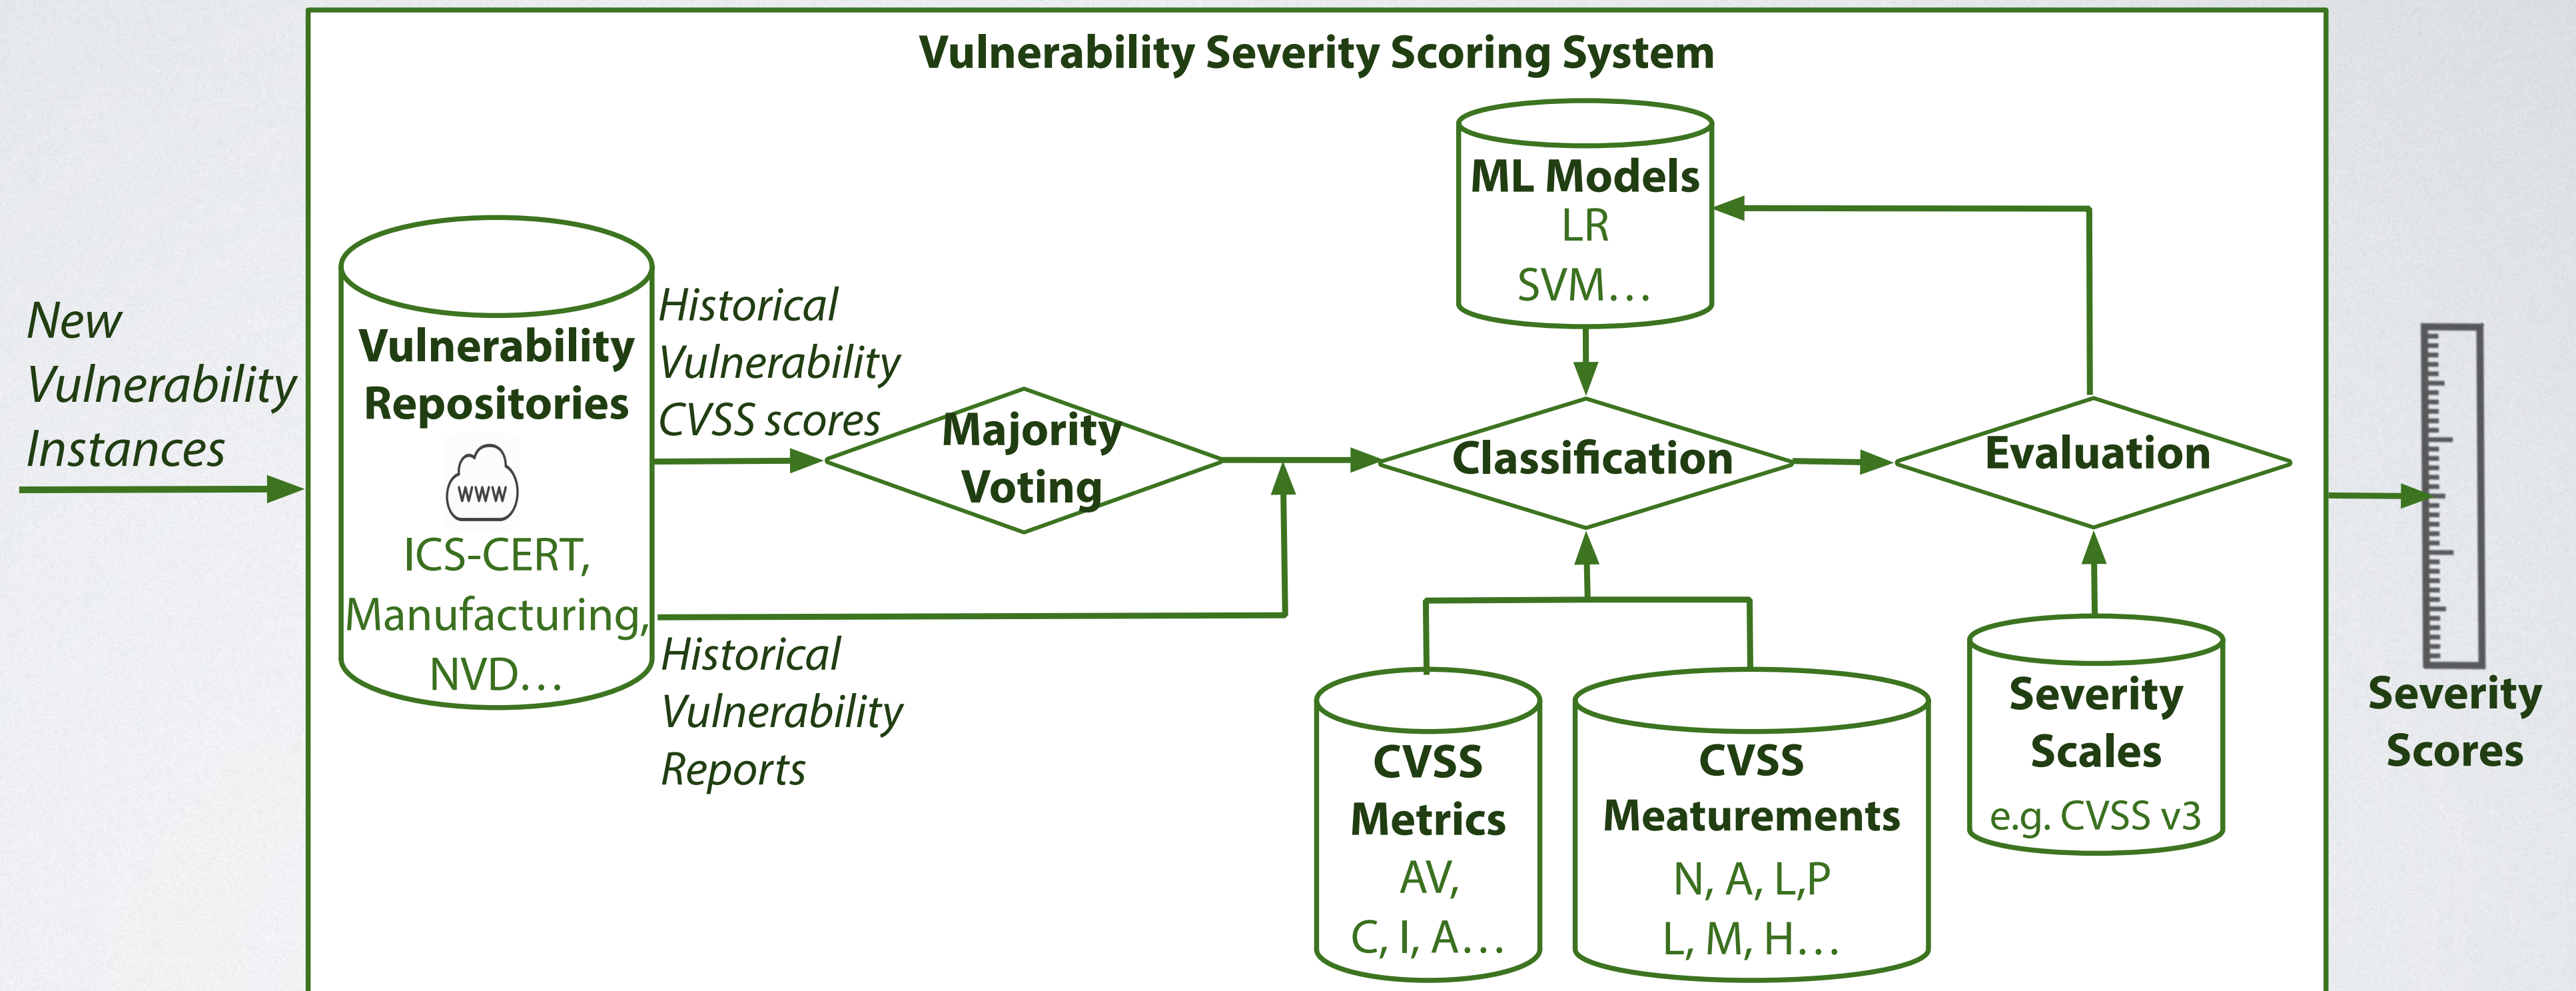 Vulnerability Severity Scoring System
New
Vulnerability
Instances
Vulnerability
Repositories
www
ICS-CERT,
Manufacturing,
NVD…
Historical
Vulnerability
CVSS scores
Historical
Vulnerability
Reports
Majority
Voting
ML Models
LR
SVM…
Classification
CVSS
Metrics
AV,
C, I, A…
CVSS
Meaturements
N, A, L,P
L, M, H…
Evaluation
Severity
Scales
e.g. CVSS v3
Severity
Scores